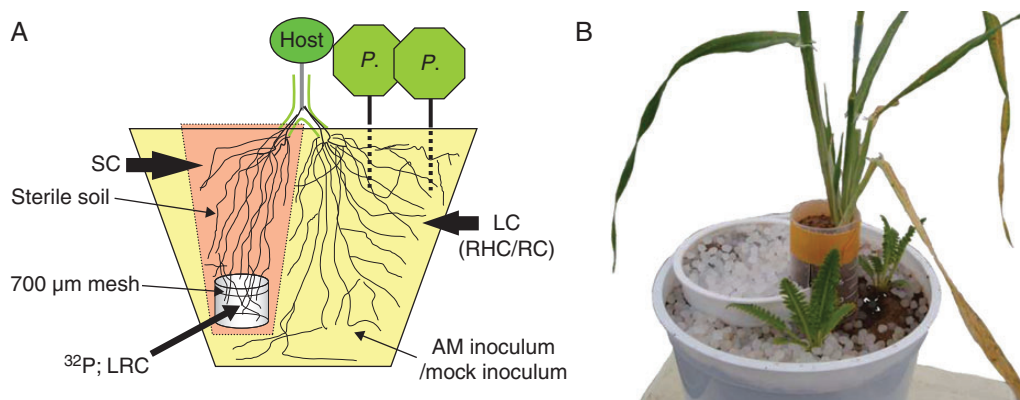 A
Host
P.
P.
SC
Sterile soil
LC
(RHC/RC)
700 µm mesh
³²P; LRC
AM inoculum
/mock inoculum
B